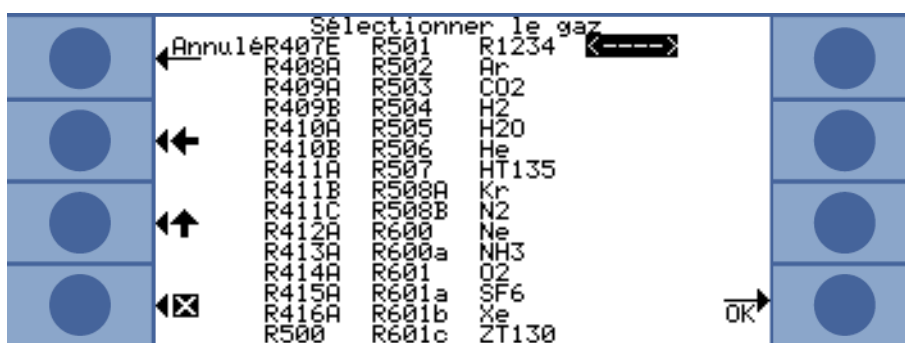 Sélectionner le gaz
Annulé R407E R501 R1234 <---->
R408A R502 Ar
R409A R503 CO2
R409B R504 H2
R410A R505 H2O
R410B R506 He
R411A R507 HT135
R411B R508A Kr
R411C R508B N2
R412A R600 Ne
R413A R600a NH3
R414A R601 O2
R415A R601a SF6
R416A R601b Xe OK
R500 R601c ZT130